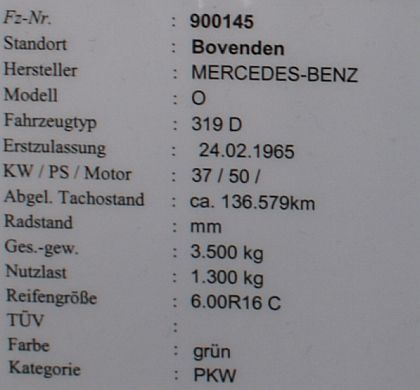 Fz-Nr. : 900145
Standort : Bovenden
Hersteller : MERCEDES-BENZ
Modell : O
Fahrzeugtyp : 319 D
Erstzulassung : 24.02.1965
KW / PS / Motor : 37 / 50 /
Abgel. Tachostand : ca. 136.579km
Radstand : mm
Ges.-gew. : 3.500 kg
Nutzlast : 1.300 kg
Reifengröße : 6.00R16 C
TÜV :
Farbe : grün
Kategorie : PKW